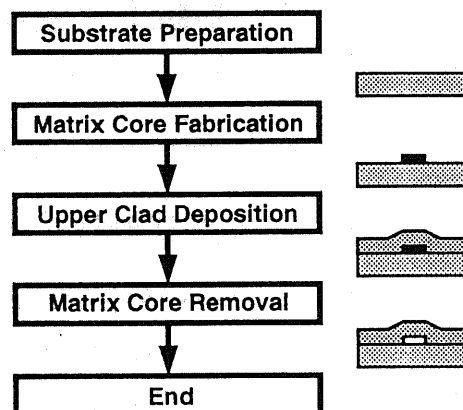 Substrate Preparation
Matrix Core Fabrication
Upper Clad Deposition
Matrix Core Removal
End